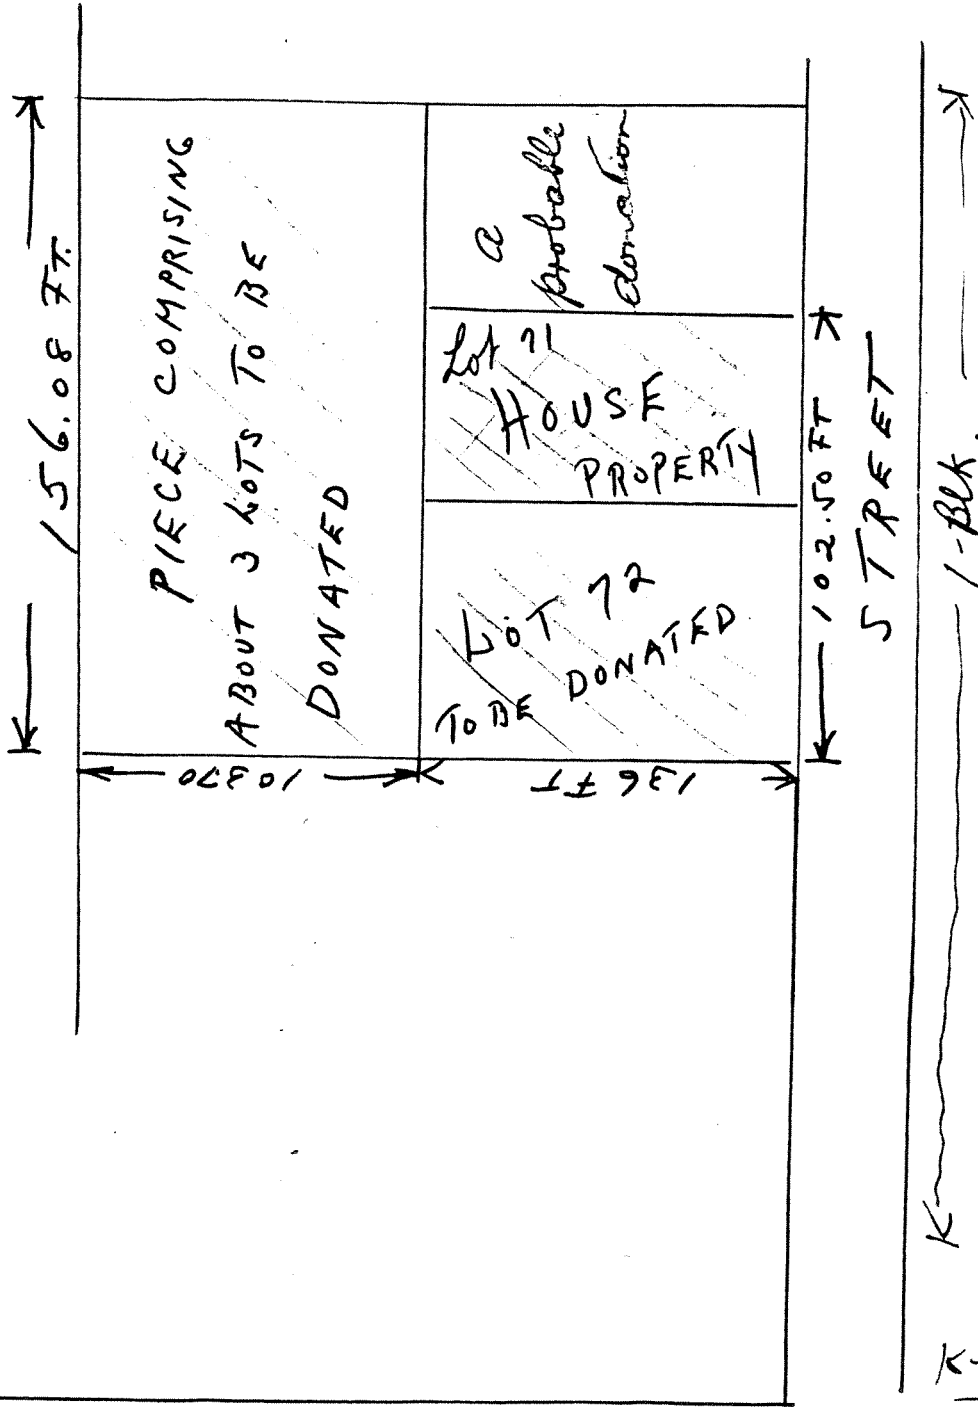 156.08 FT.
PIECE COMPRISING
ABOUT 3 LOTS TO BE
DONATED
10370
136 FT
Lot 71
HOUSE
PROPERTY
a
probable
donation
LOT 72
TO BE DONATED
102.50 FT
STREET
1-Blk.